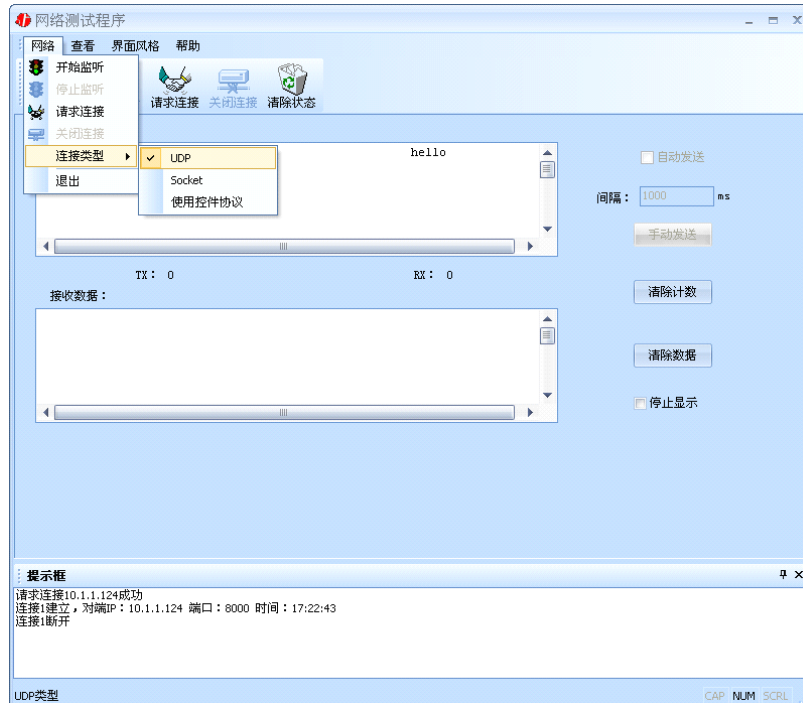 网络测试程序
网络 查看 界面风格 帮助
开始监听
停止监听
请求连接
关闭连接
连接类型
退出
UDP
Socket
使用控件协议
请求连接 关闭连接 清除状态
hello
自动发送
间隔： 1000 ms
手动发送
TX： 0 RX： 0
清除计数
接收数据：
清除数据
停止显示
提示框
请求连接10.1.1.124成功
连接1建立，对端IP：10.1.1.124 端口：8000 时间：17:22:43
连接1断开
UDP类型 CAP NUM SCRL